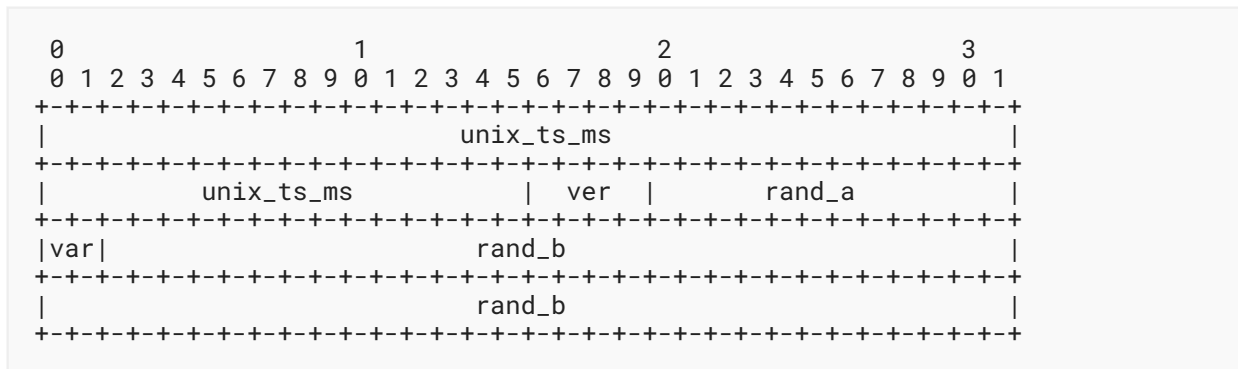 0                   1                   2                   3
 0 1 2 3 4 5 6 7 8 9 0 1 2 3 4 5 6 7 8 9 0 1 2 3 4 5 6 7 8 9 0 1
+-+-+-+-+-+-+-+-+-+-+-+-+-+-+-+-+-+-+-+-+-+-+-+-+-+-+-+-+-+-+-+-+
|                           unix_ts_ms                          |
+-+-+-+-+-+-+-+-+-+-+-+-+-+-+-+-+-+-+-+-+-+-+-+-+-+-+-+-+-+-+-+-+
|          unix_ts_ms           |  ver  |       rand_a          |
+-+-+-+-+-+-+-+-+-+-+-+-+-+-+-+-+-+-+-+-+-+-+-+-+-+-+-+-+-+-+-+-+
|var|                        rand_b                             |
+-+-+-+-+-+-+-+-+-+-+-+-+-+-+-+-+-+-+-+-+-+-+-+-+-+-+-+-+-+-+-+-+
|                            rand_b                             |
+-+-+-+-+-+-+-+-+-+-+-+-+-+-+-+-+-+-+-+-+-+-+-+-+-+-+-+-+-+-+-+-+